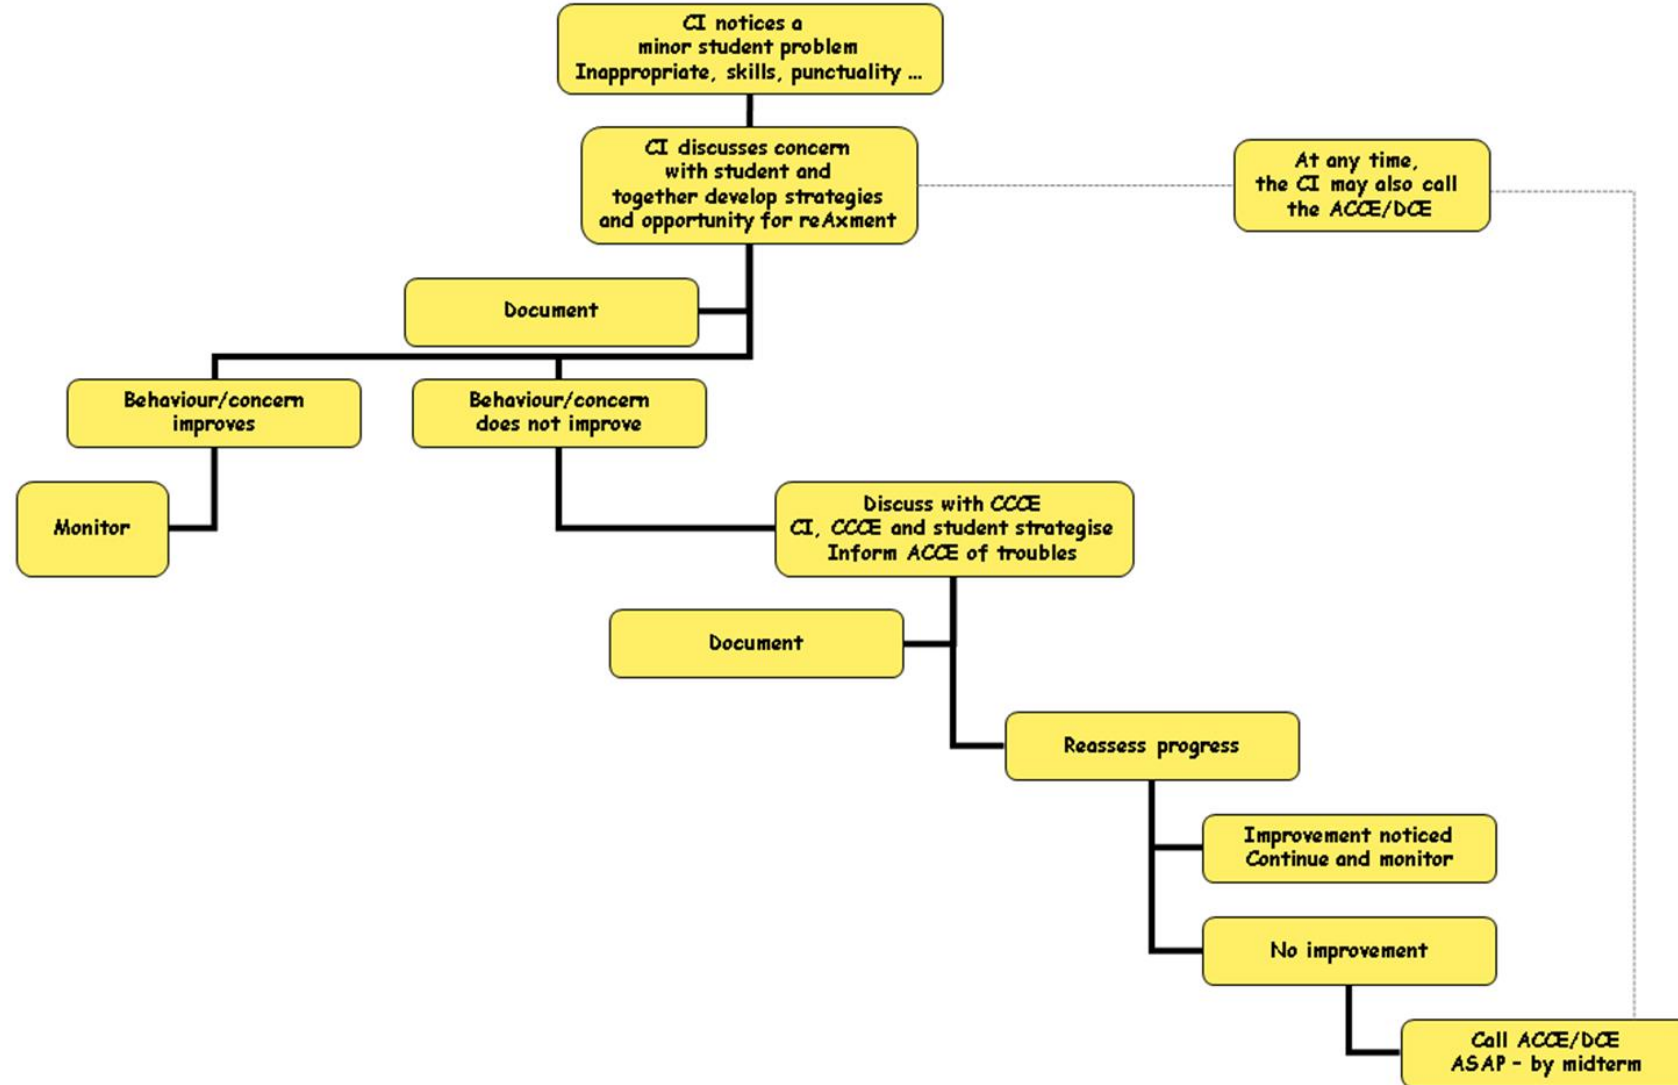 CI notices a
minor student problem
Inappropriate, skills, punctuality ...
CI discusses concern
with student and
together develop strategies
and opportunity for reAxment
At any time,
the CI may also call
the ACCE/DCE
Document
Behaviour/concern
improves
Behaviour/concern
does not improve
Monitor
Discuss with CCCE
CI, CCCE and student strategise
Inform ACCE of troubles
Document
Reassess progress
Improvement noticed
Continue and monitor
No improvement
Call ACCE/DCE
ASAP - by midterm